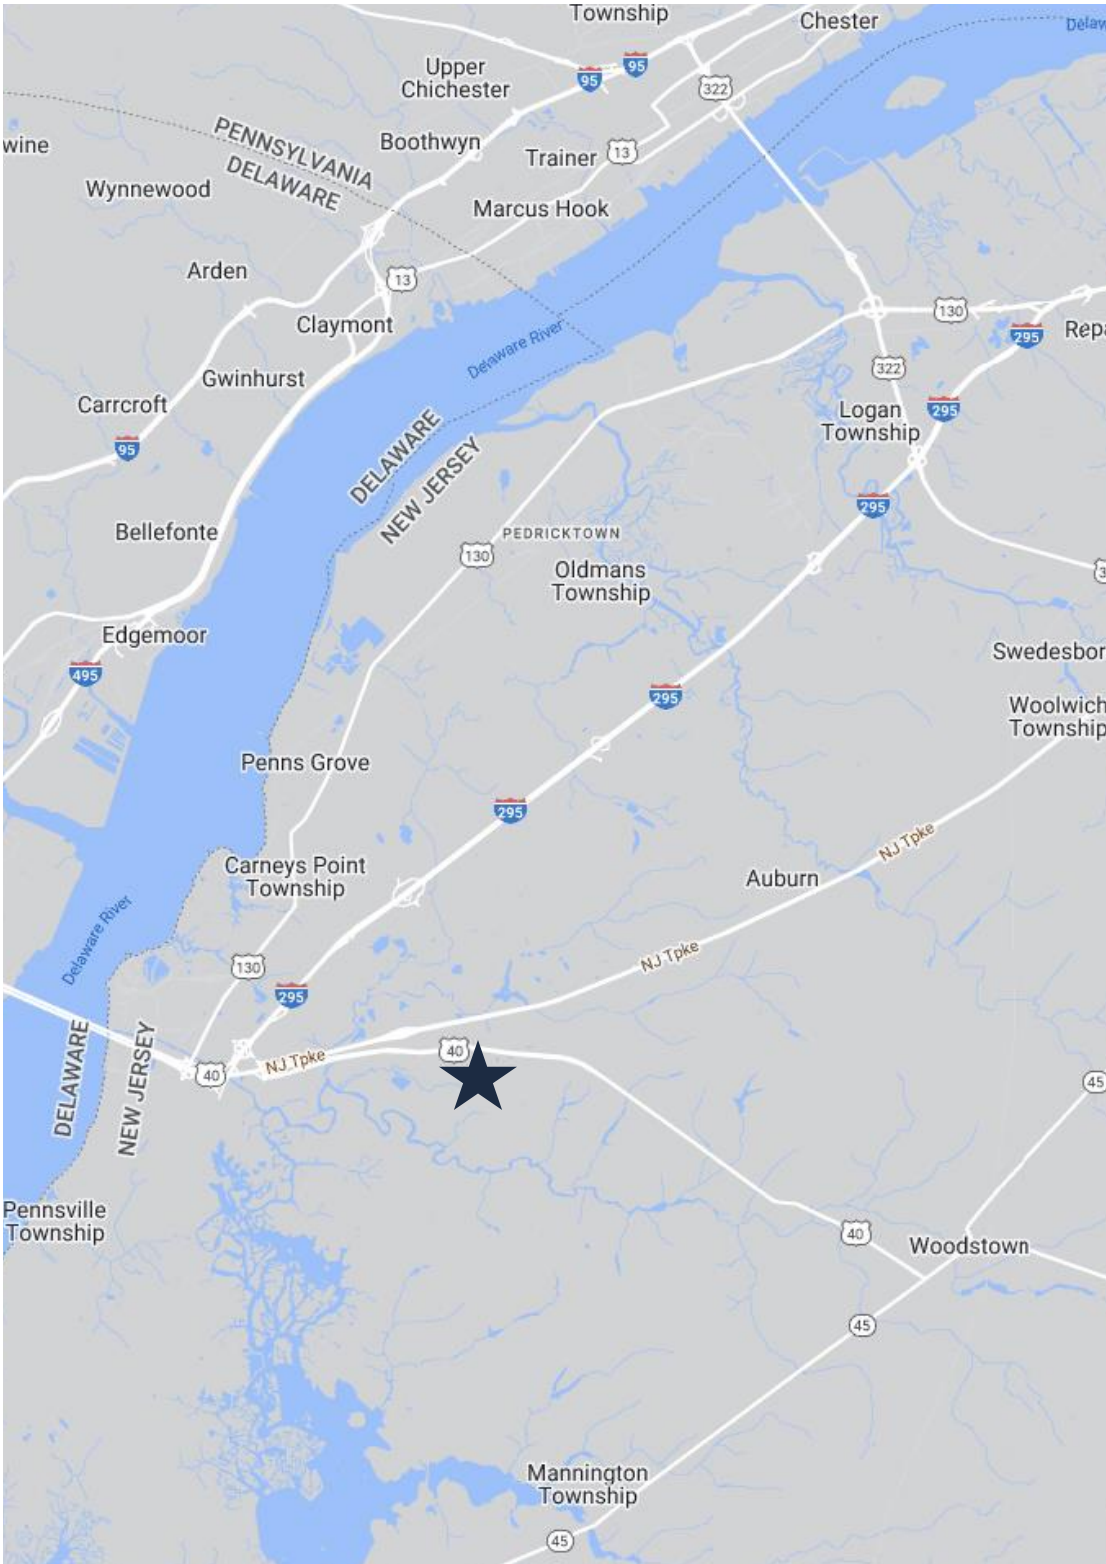 Township
Chester
Upper
Chichester
95
95
322
Boothwyn
Trainer
13
wine
PENNSYLVANIA
DELAWARE
Wynnewood
Marcus Hook
Arden
13
Claymont
130
295
Delaware River
322
Gwinhurst
Carrcroft
95
Logan
Township
295
DELAWARE
NEW JERSEY
295
Bellefonte
PEDRICKTOWN
130
Oldmans
Township
Edgemoor
495
Swedesbor
295
Woolwich
Township
Penns Grove
295
NJ Tpke
Carneys Point
Township
Auburn
Delaware River
NJ Tpke
130
295
DELAWARE
NEW JERSEY
40
NJ Tpke
40
45
Pennsville
Township
40
Woodstown
45
Mannington
Township
45